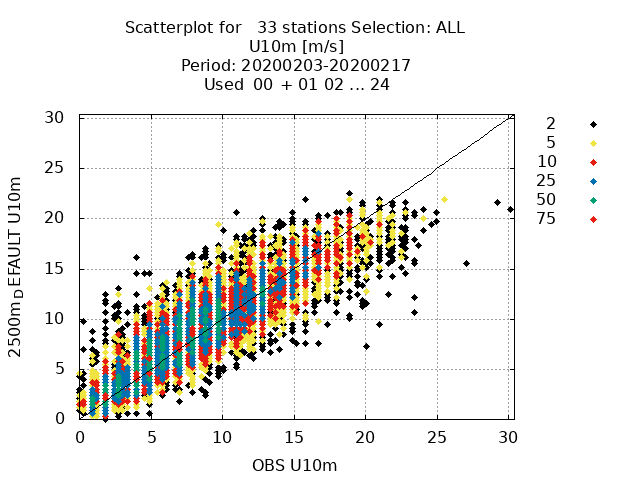 Scatterplot for   33 stations Selection: ALL
U10m [m/s]
Period: 20200203-20200217
Used  00 + 01 02 ... 24
30
25
20
15
10
5
0
2500m_DEFAULT U10m
0 5 10 15 20 25 30
OBS U10m
2
5
10
25
50
75